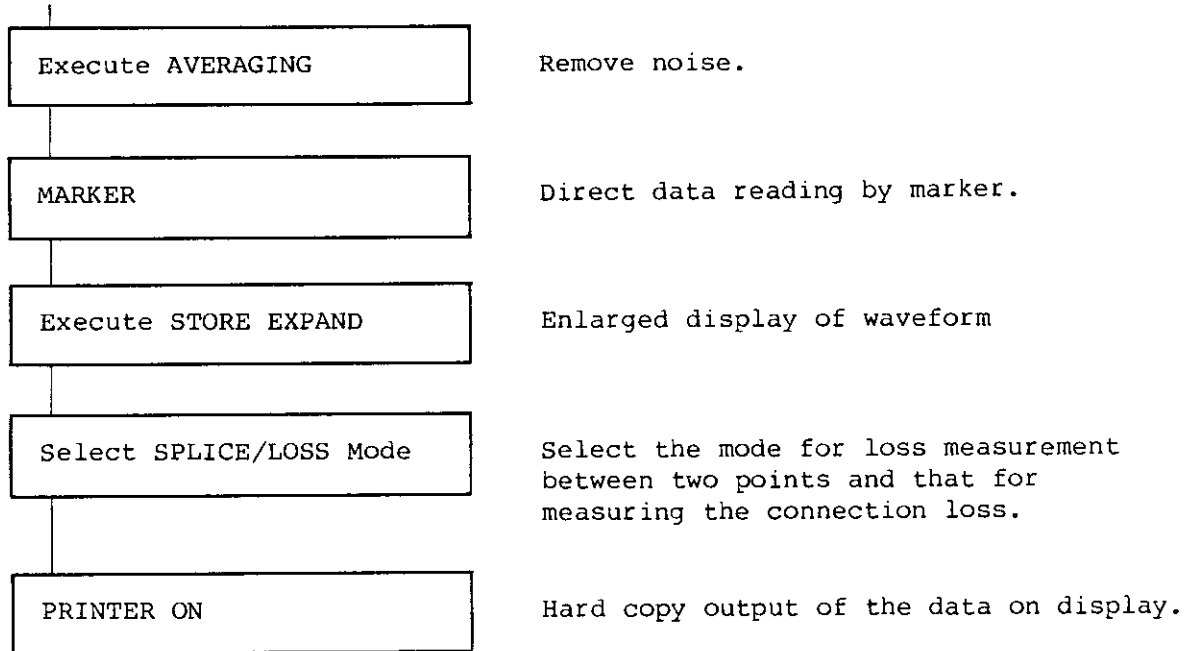 Execute AVERAGING
Remove noise.
MARKER
Direct data reading by marker.
Execute STORE EXPAND
Enlarged display of waveform
Select SPLICE/LOSS Mode
Select the mode for loss measurement
between two points and that for
measuring the connection loss.
PRINTER ON
Hard copy output of the data on display.